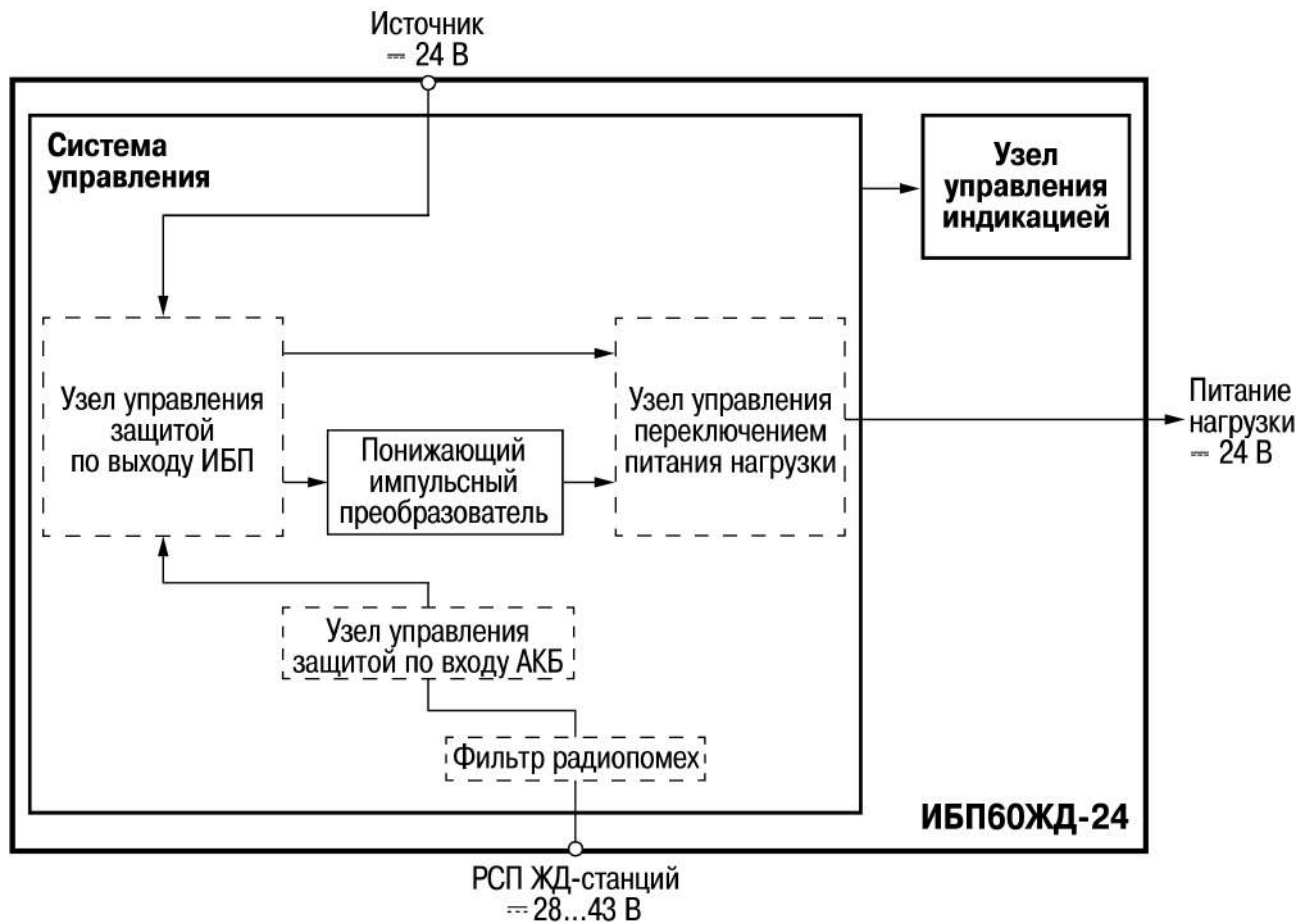 Источник
⎓ 24 В
Система
управления
Узел
управления
индикацией
Узел управления
защитой
по выходу ИБП
Понижающий
импульсный
преобразователь
Узел управления
переключением
питания нагрузки
Питание
нагрузки
⎓ 24 В
Узел управления
защитой по входу АКБ
Фильтр радиопомех
ИБП60ЖД-24
РСП ЖД-станций
⎓ 28...43 В